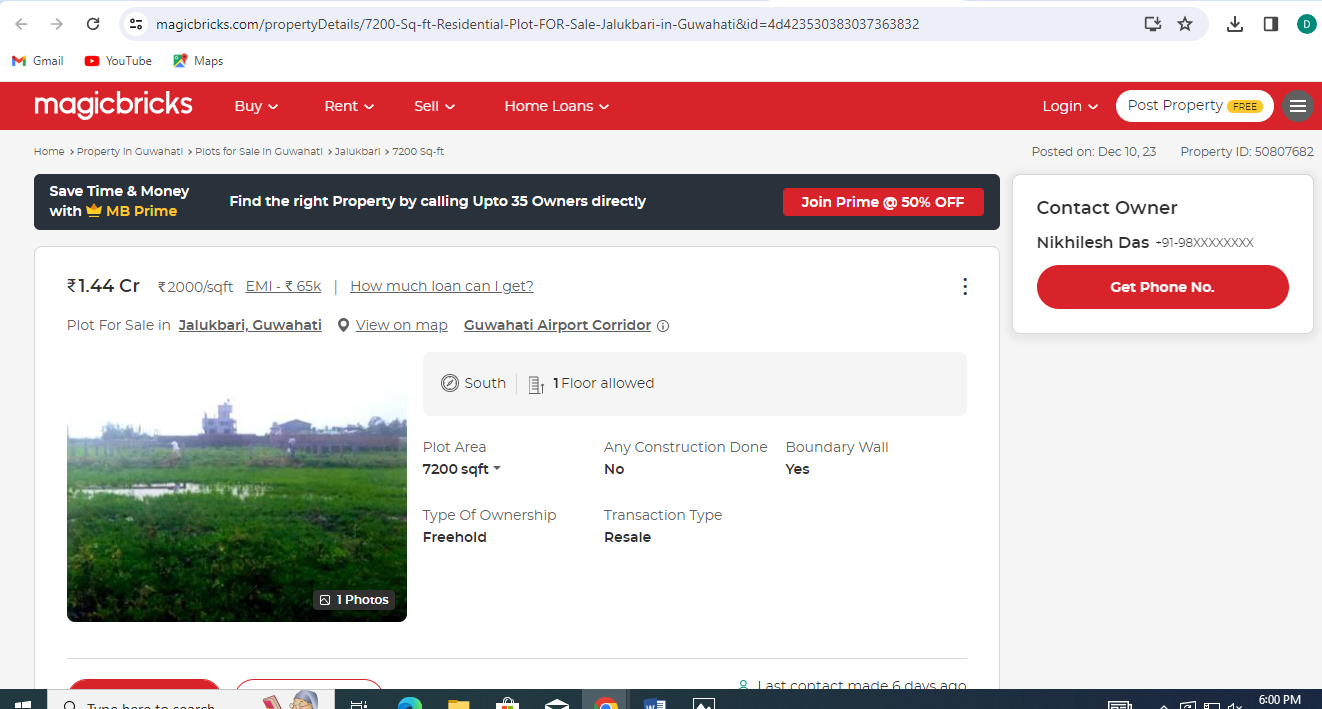 magicbricks.com/propertyDetails/7200-Sq-ft-Residential-Plot-FOR-Sale-Jalukbari-in-Guwahati&id=4d423530383037363832
D
Gmail YouTube Maps
magicbricks Buy Rent Sell Home Loans Login Post Property FREE
Home > Property in Guwahati > Plots for Sale in Guwahati > Jalukbari > 7200 Sq-ft
Posted on: Dec 10, 23 Property ID: 50807682
Save Time & Money
with MB Prime
Find the right Property by calling Upto 35 Owners directly
Join Prime @ 50% OFF
Contact Owner
Nikhilesh Das +91-98XXXXXXXX
Get Phone No.
₹1.44 Cr ₹2000/sqft EMI - ₹ 65k | How much loan can I get?
Plot For Sale in Jalukbari, Guwahati View on map Guwahati Airport Corridor
South 1 Floor allowed
Plot Area Any Construction Done Boundary Wall
7200 sqft No Yes
Type Of Ownership Transaction Type
Freehold Resale
1 Photos
Last contact made 6 days ago
Type here to search
6:00 PM